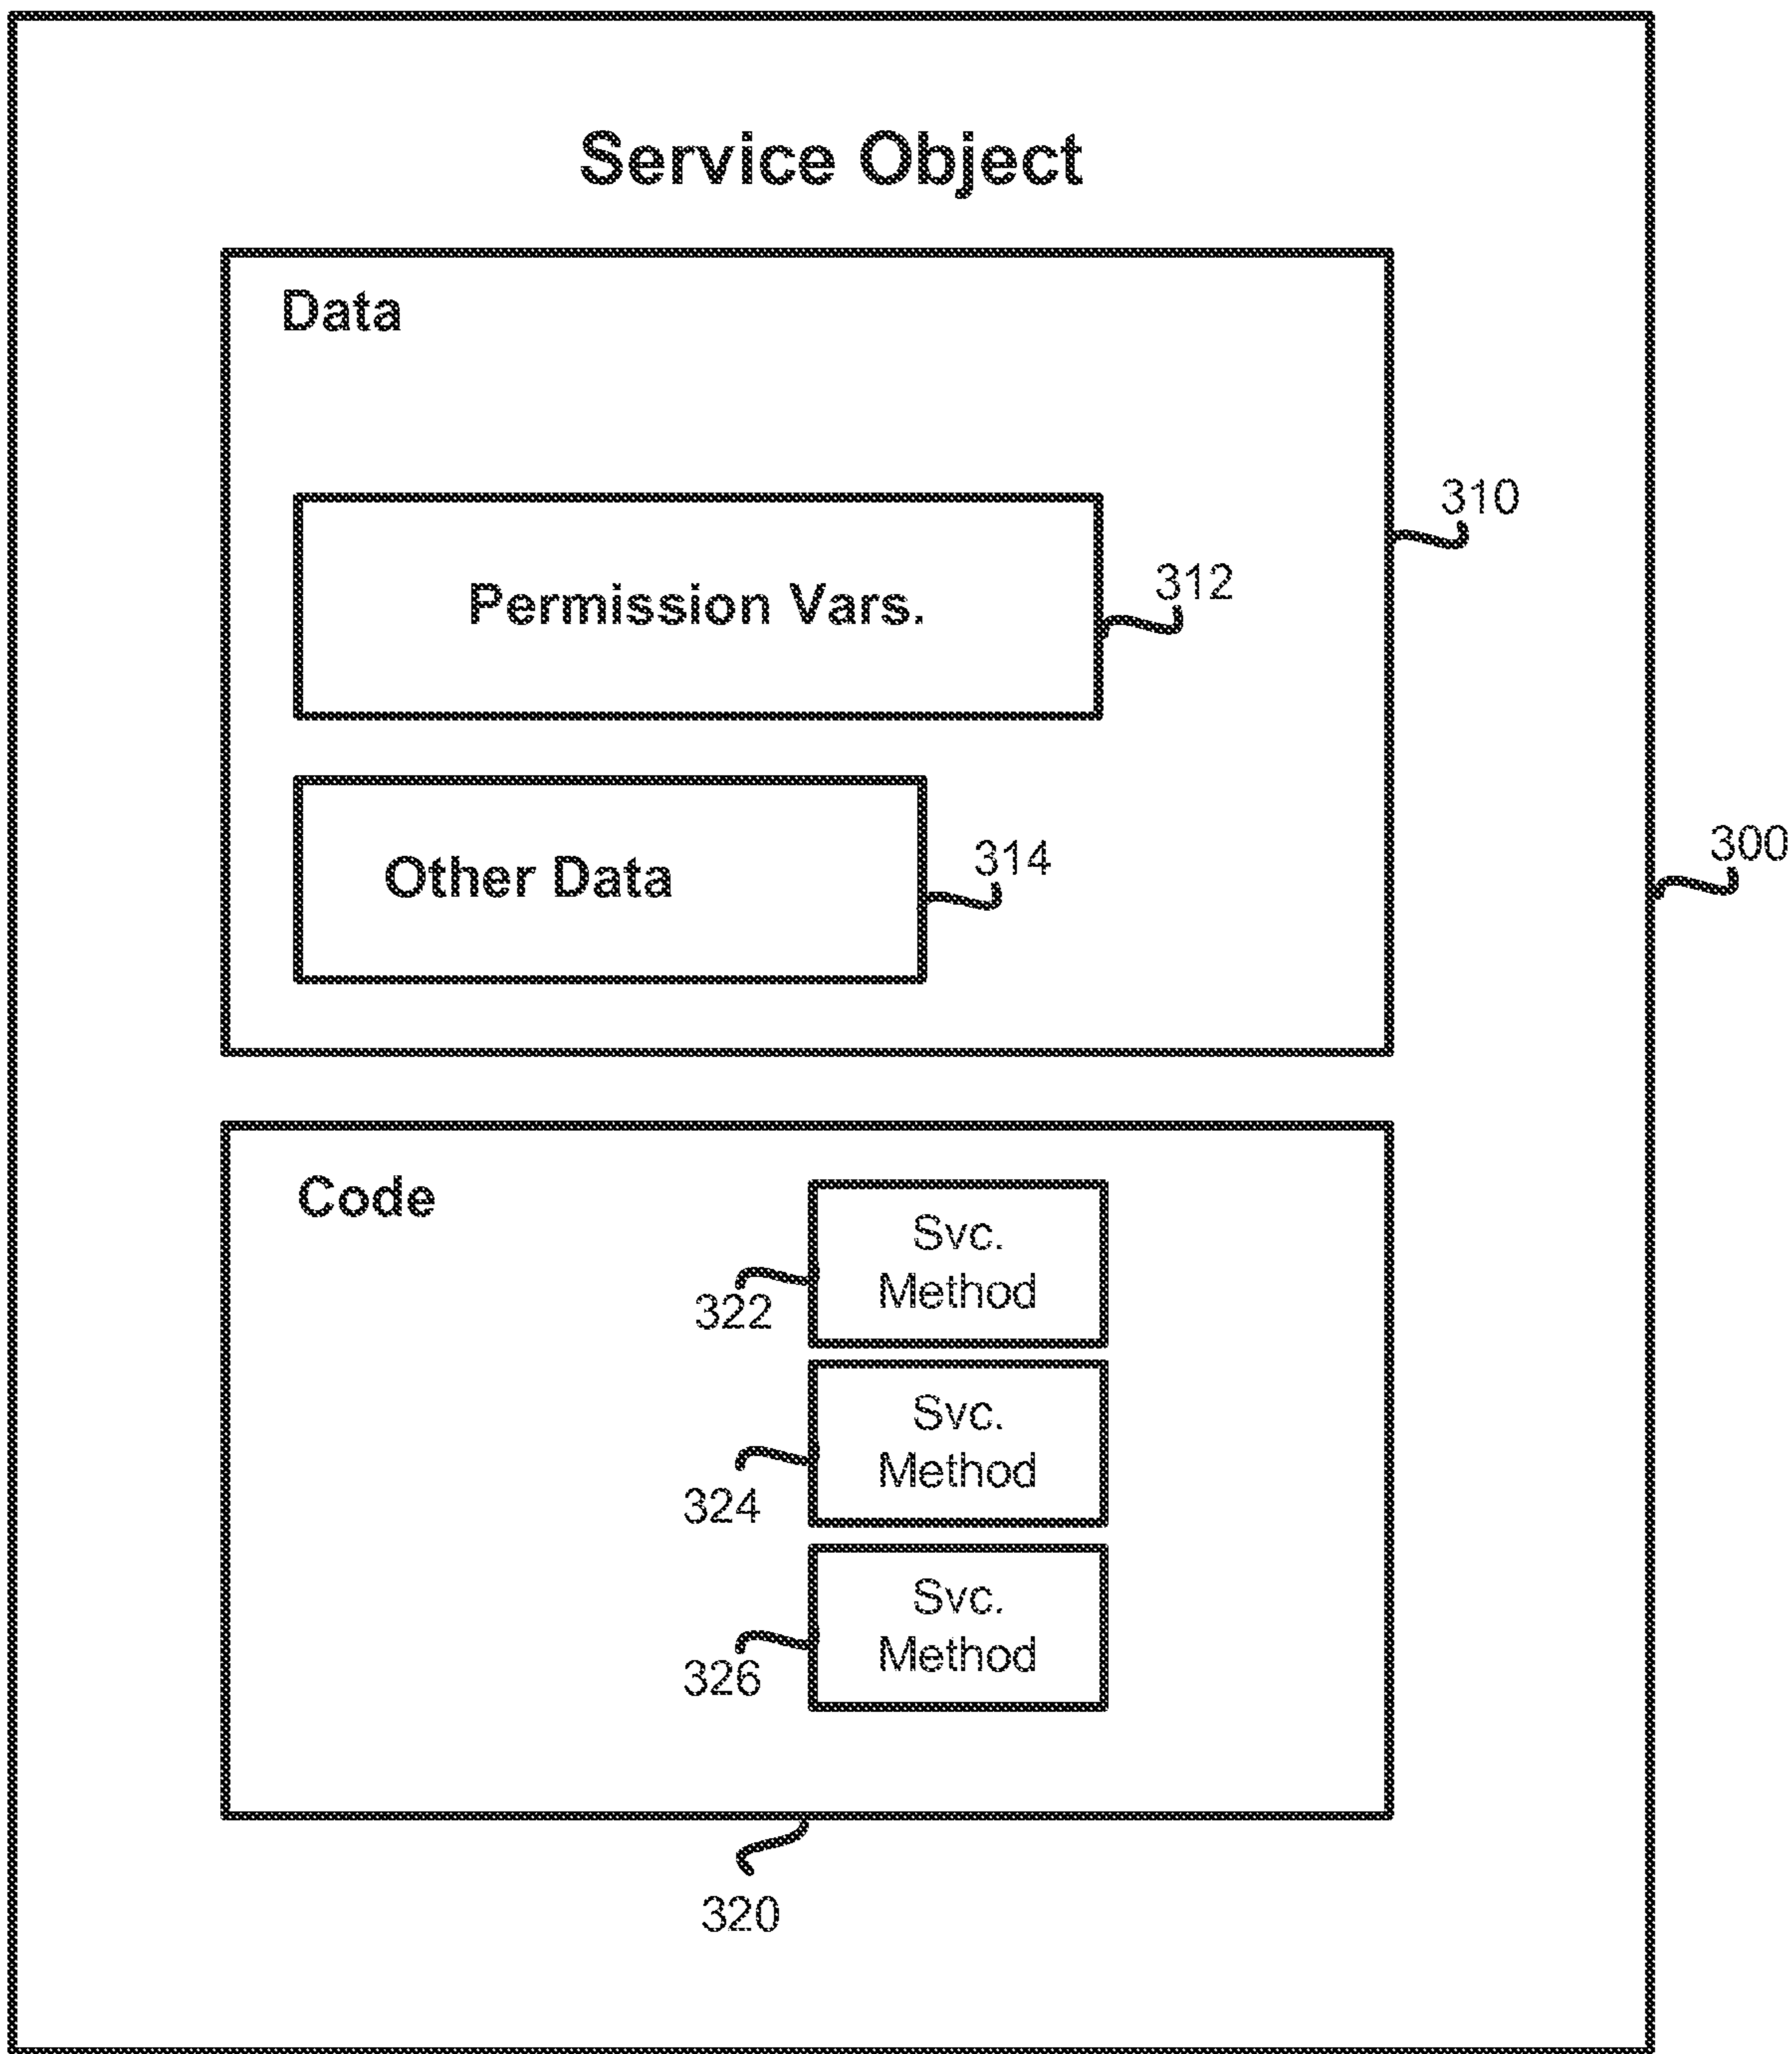 Service Object
Data
310
Permission Vars.
312
Other Data
314
300
Code
Svc.
Method
322
Svc.
Method
324
Svc.
Method
326
320